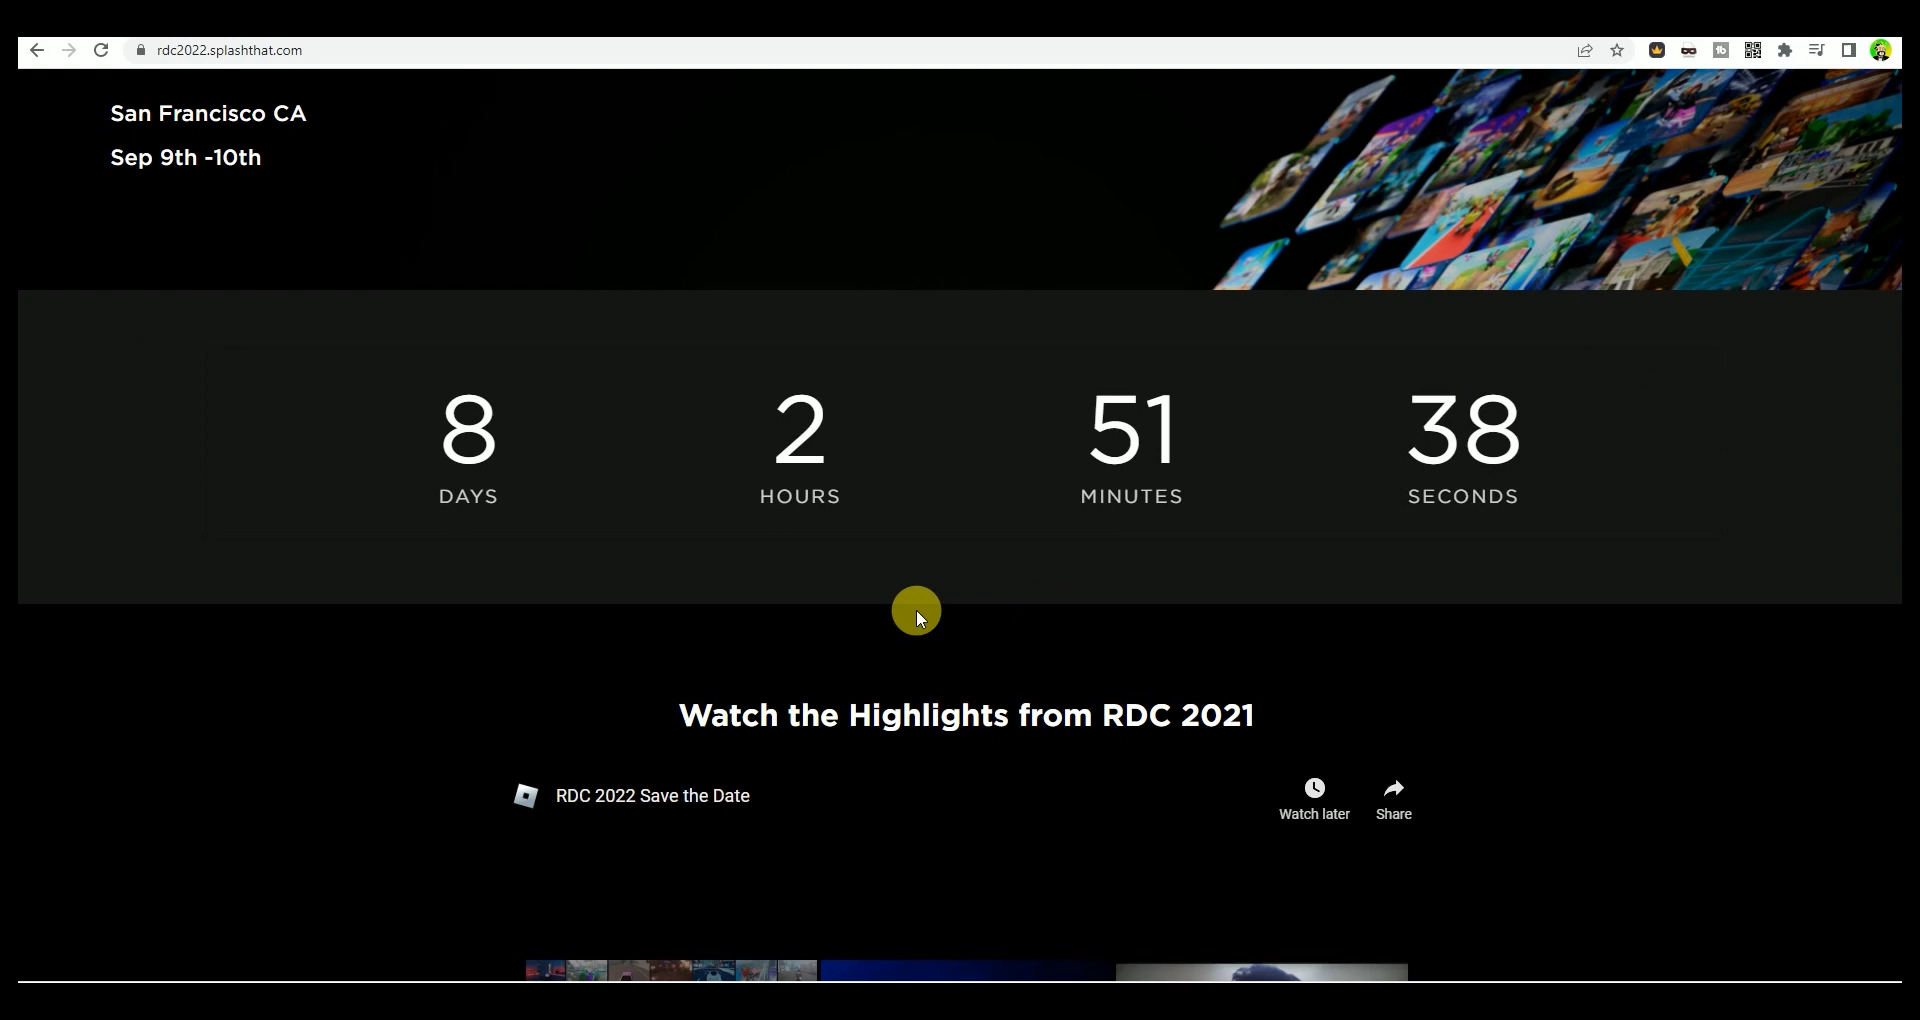 rdc2022.splashthat.com
San Francisco CA
Sep 9th -10th
8 2 51 38
DAYS HOURS MINUTES SECONDS
Watch the Highlights from RDC 2021
RDC 2022 Save the Date
Watch later Share